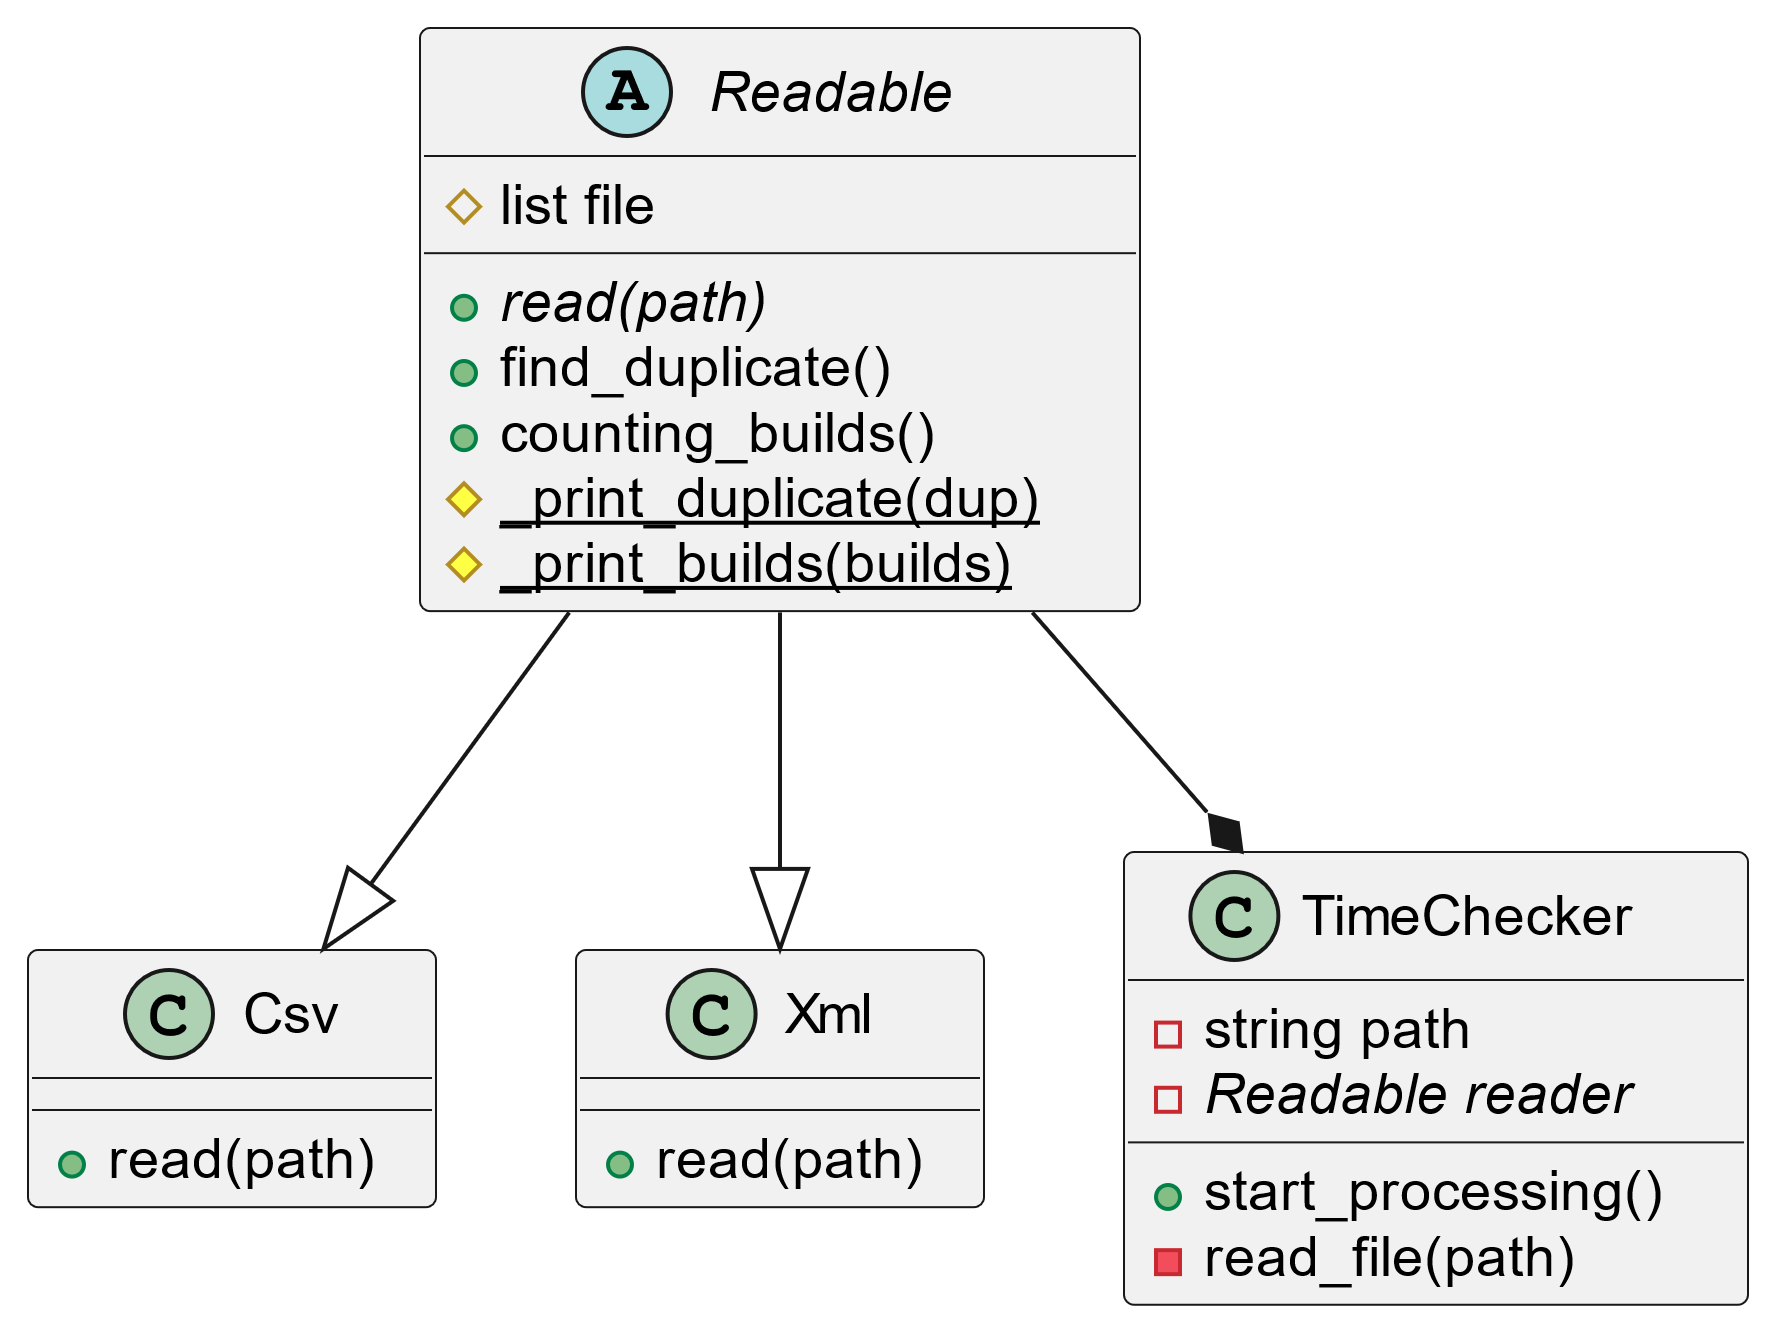 A Readable
list file
read(path)
find_duplicate()
counting_builds()
_print_duplicate(dup)
_print_builds(builds)
C Csv
read(path)
C Xml
read(path)
C TimeChecker
string path
Readable reader
start_processing()
read_file(path)